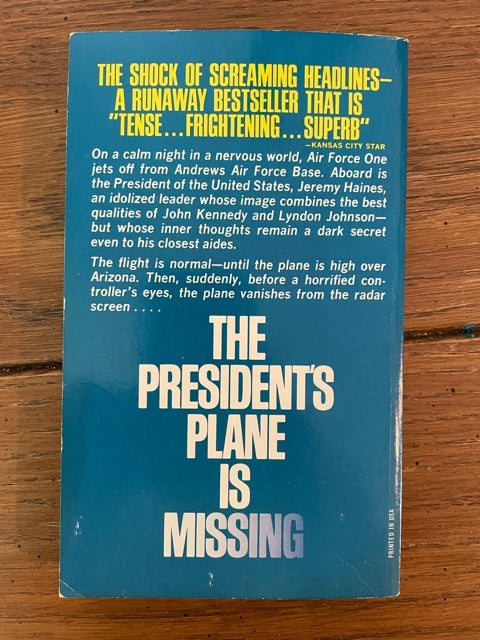 THE SHOCK OF SCREAMING HEADLINES—
A RUNAWAY BESTSELLER THAT IS
"TENSE...FRIGHTENING...SUPERB"
—KANSAS CITY STAR
On a calm night in a nervous world, Air Force One
jets off from Andrews Air Force Base. Aboard is
the President of the United States, Jeremy Haines,
an idolized leader whose image combines the best
qualities of John Kennedy and Lyndon Johnson—
but whose inner thoughts remain a dark secret
even to his closest aides.
The flight is normal—until the plane is high over
Arizona. Then, suddenly, before a horrified con-
troller's eyes, the plane vanishes from the radar
screen . . . .
THE
PRESIDENT'S
PLANE
IS
MISSING
PRINTED IN USA